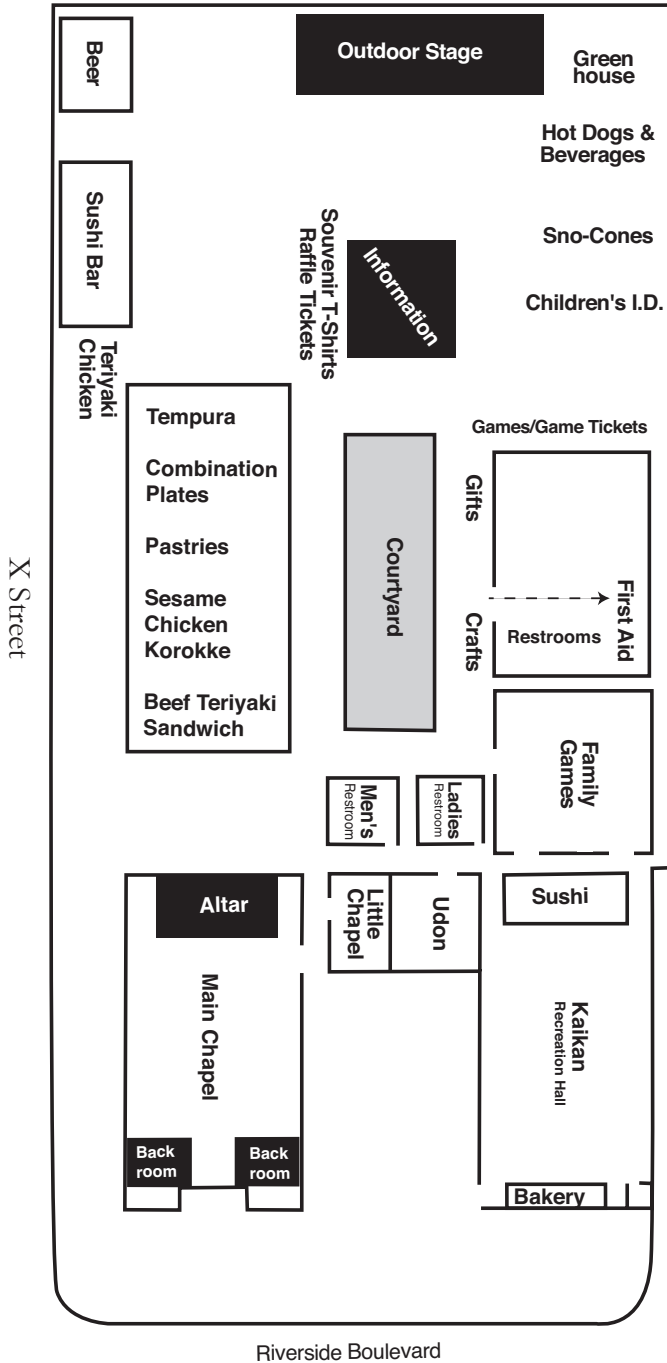 Beer
Outdoor Stage
Green
house
Hot Dogs &
Beverages
Sushi Bar
Souvenir T-Shirts
Raffle Tickets
Information
Sno-Cones
Children's I.D.
Teriyaki
Chicken
Tempura
Combination
Plates
Pastries
Sesame
Chicken
Korokke
Beef Teriyaki
Sandwich
Courtyard
Games/Game Tickets
Gifts
Crafts
First Aid
Restrooms
X Street
Family
Games
Men's
Restroom
Ladies
Restroom
Altar
Main Chapel
Back
room
Back
room
Little
Chapel
Udon
Sushi
Kaikan
Recreation Hall
Bakery
Riverside Boulevard